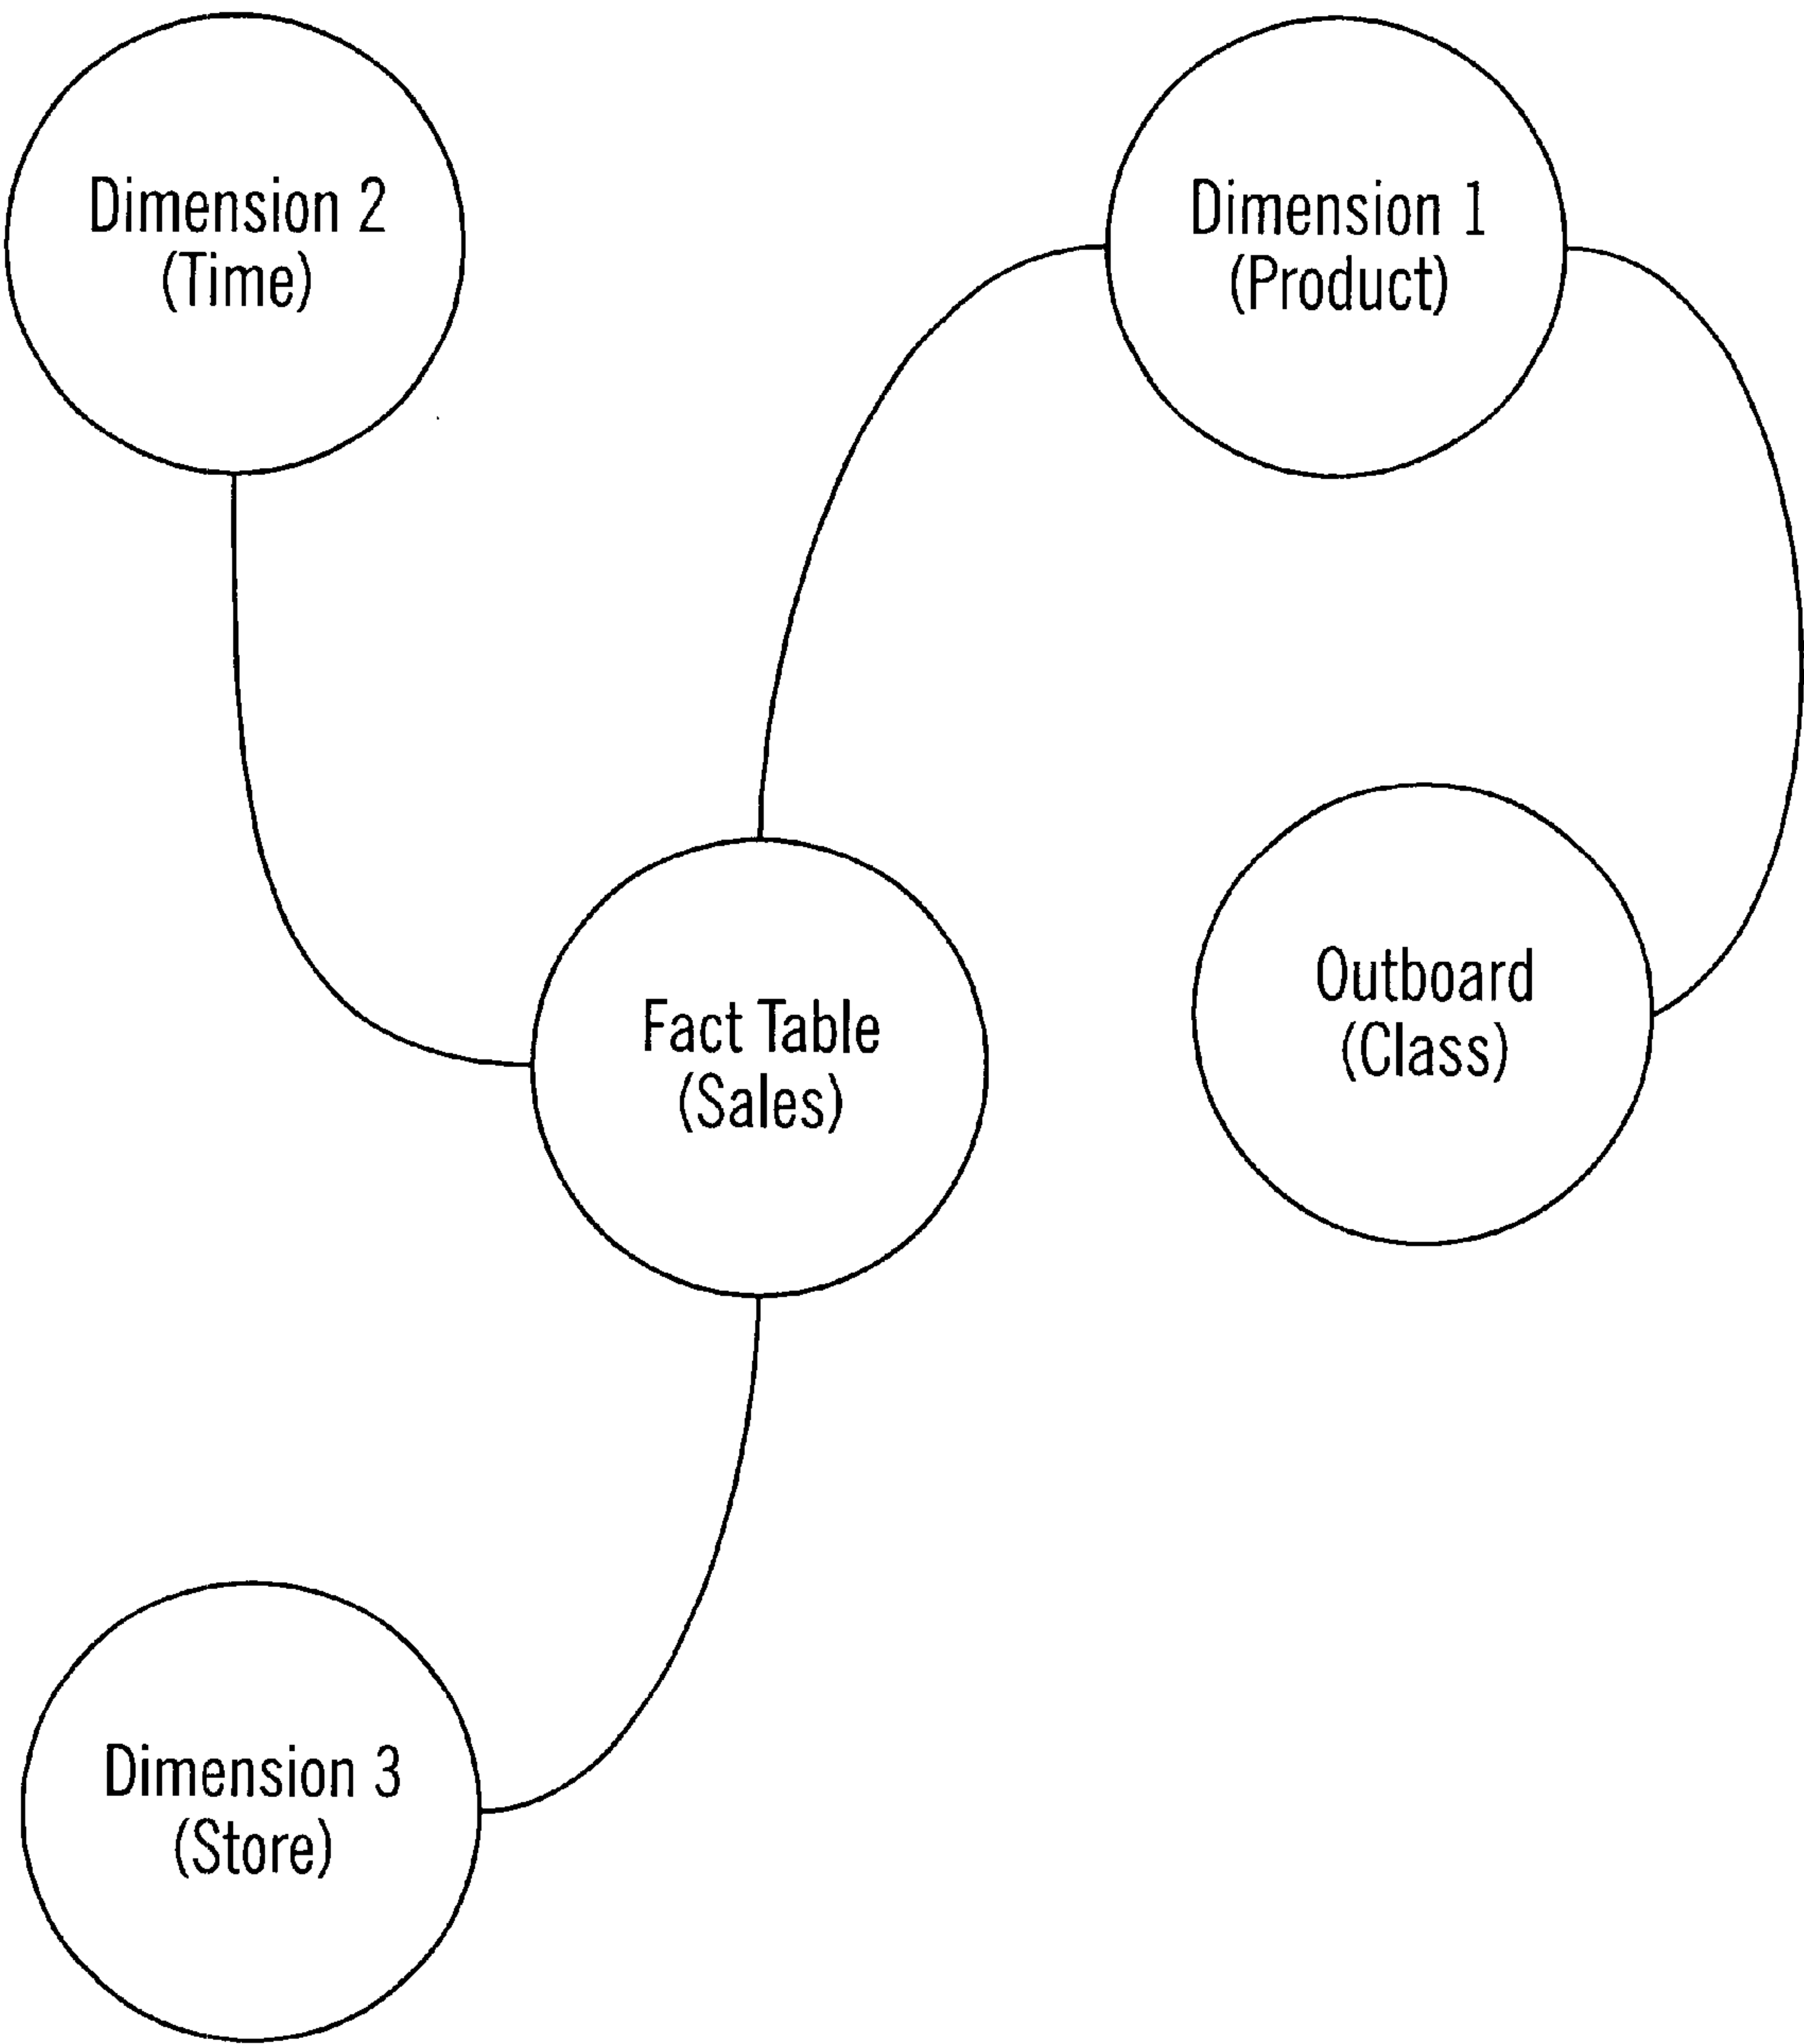 Dimension 2
(Time)
Dimension 1
(Product)
Fact Table
(Sales)
Outboard
(Class)
Dimension 3
(Store)